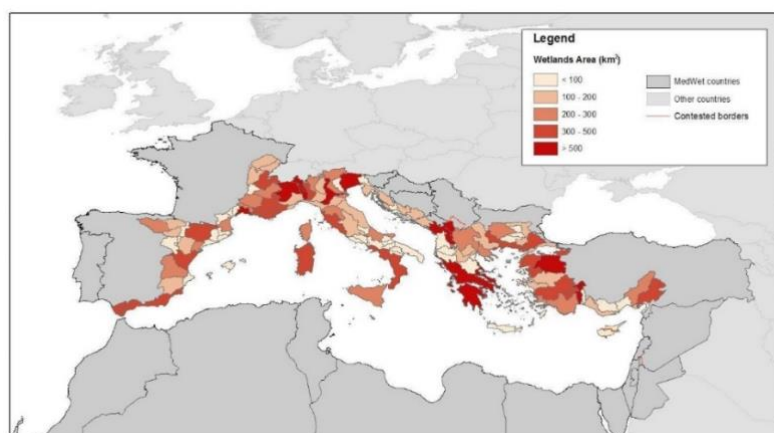 Legend
Wetlands Area (km²)
< 100
100 - 200
200 - 300
300 - 500
> 500
MedWet countries
Other countries
Contested borders